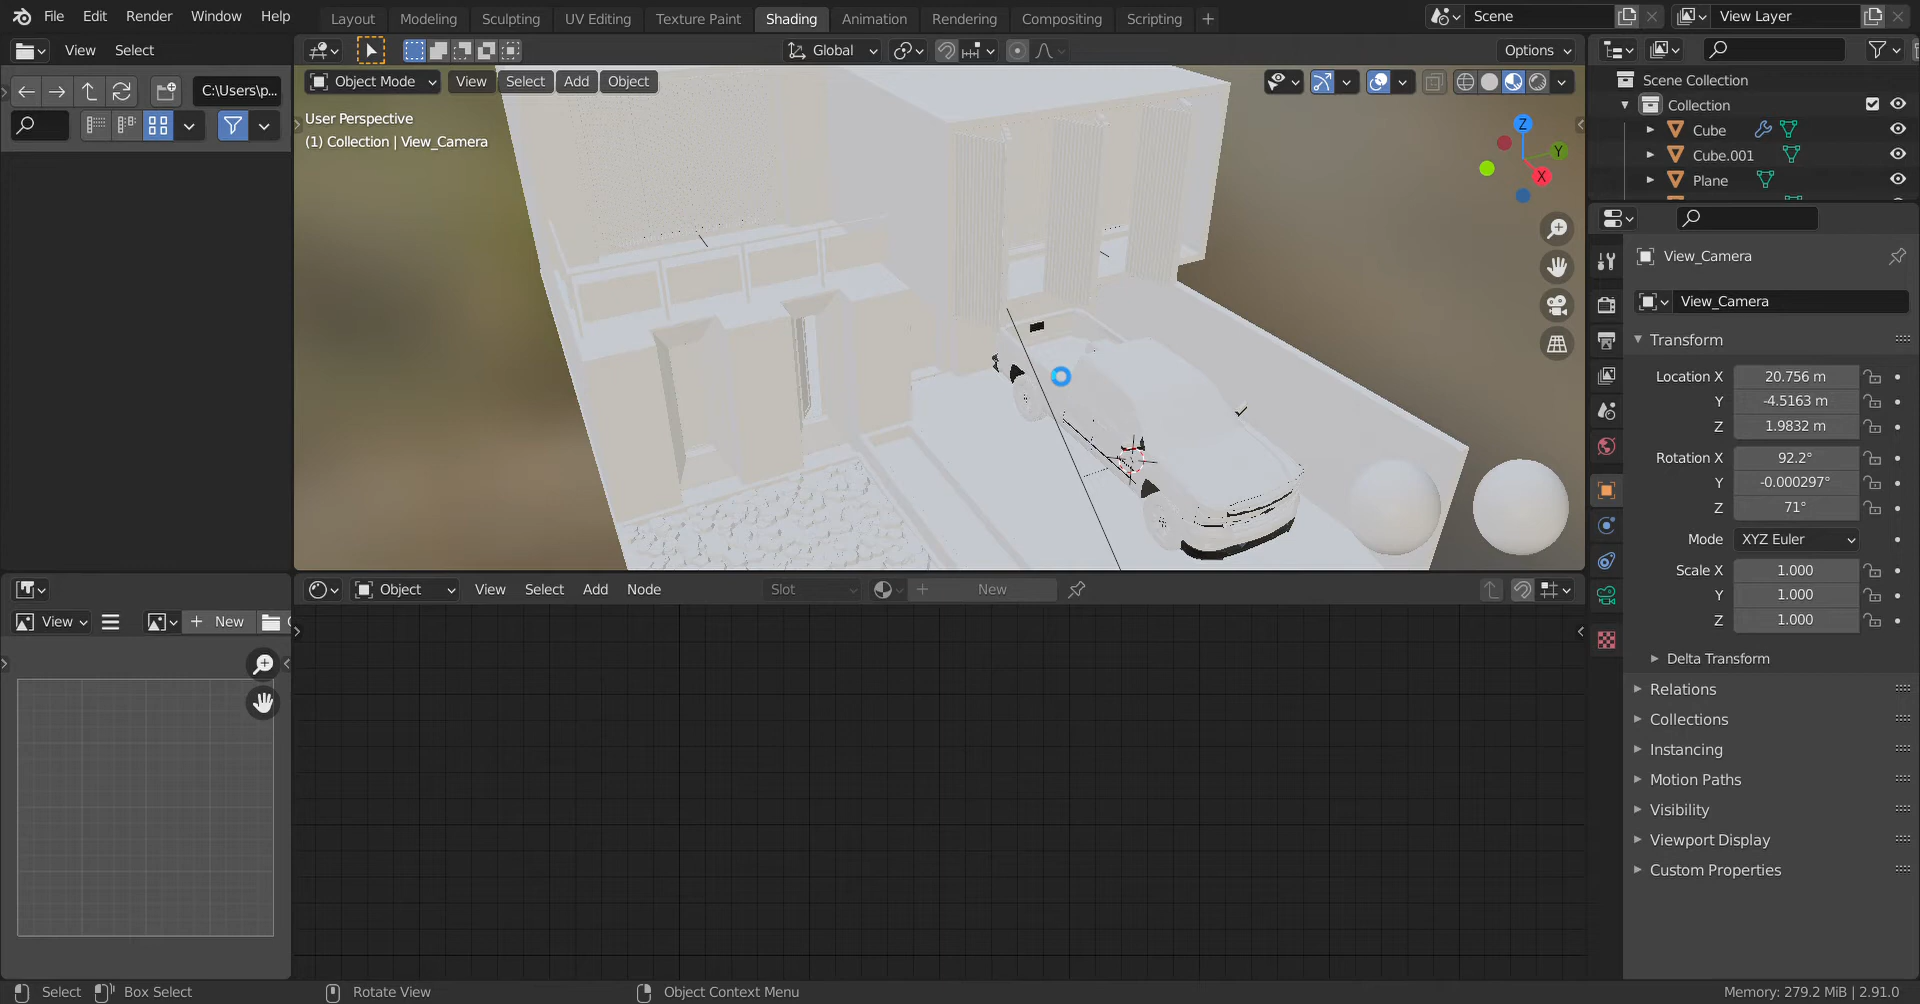 File Edit Render Window Help
Layout Modeling Sculpting UV Editing Texture Paint Shading Animation Rendering Compositing Scripting +
Scene
View Layer
View Select
Global
Options
C:\Users\p...
Object Mode View Select Add Object
User Perspective
(1) Collection | View_Camera
Z
Y
X
Scene Collection
Collection
Cube
Cube.001
Plane
View_Camera
View_Camera
Transform
Location X 20.756 m
Y -4.5163 m
Z 1.9832 m
Rotation X 92.2°
Y -0.000297°
Z 71°
Mode XYZ Euler
Scale X 1.000
Y 1.000
Z 1.000
Delta Transform
Relations
Collections
Instancing
Motion Paths
Visibility
Viewport Display
Custom Properties
Object View Select Add Node Slot + New
View + New
Select Box Select Rotate View Object Context Menu
Memory: 279.2 MiB | 2.91.0